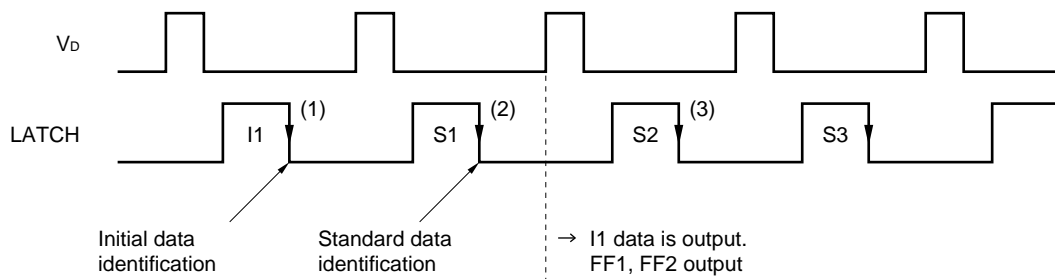 VD
LATCH
I1
(1)
S1
(2)
S2
(3)
S3
Initial data
identification
Standard data
identification
→ I1 data is output.
FF1, FF2 output